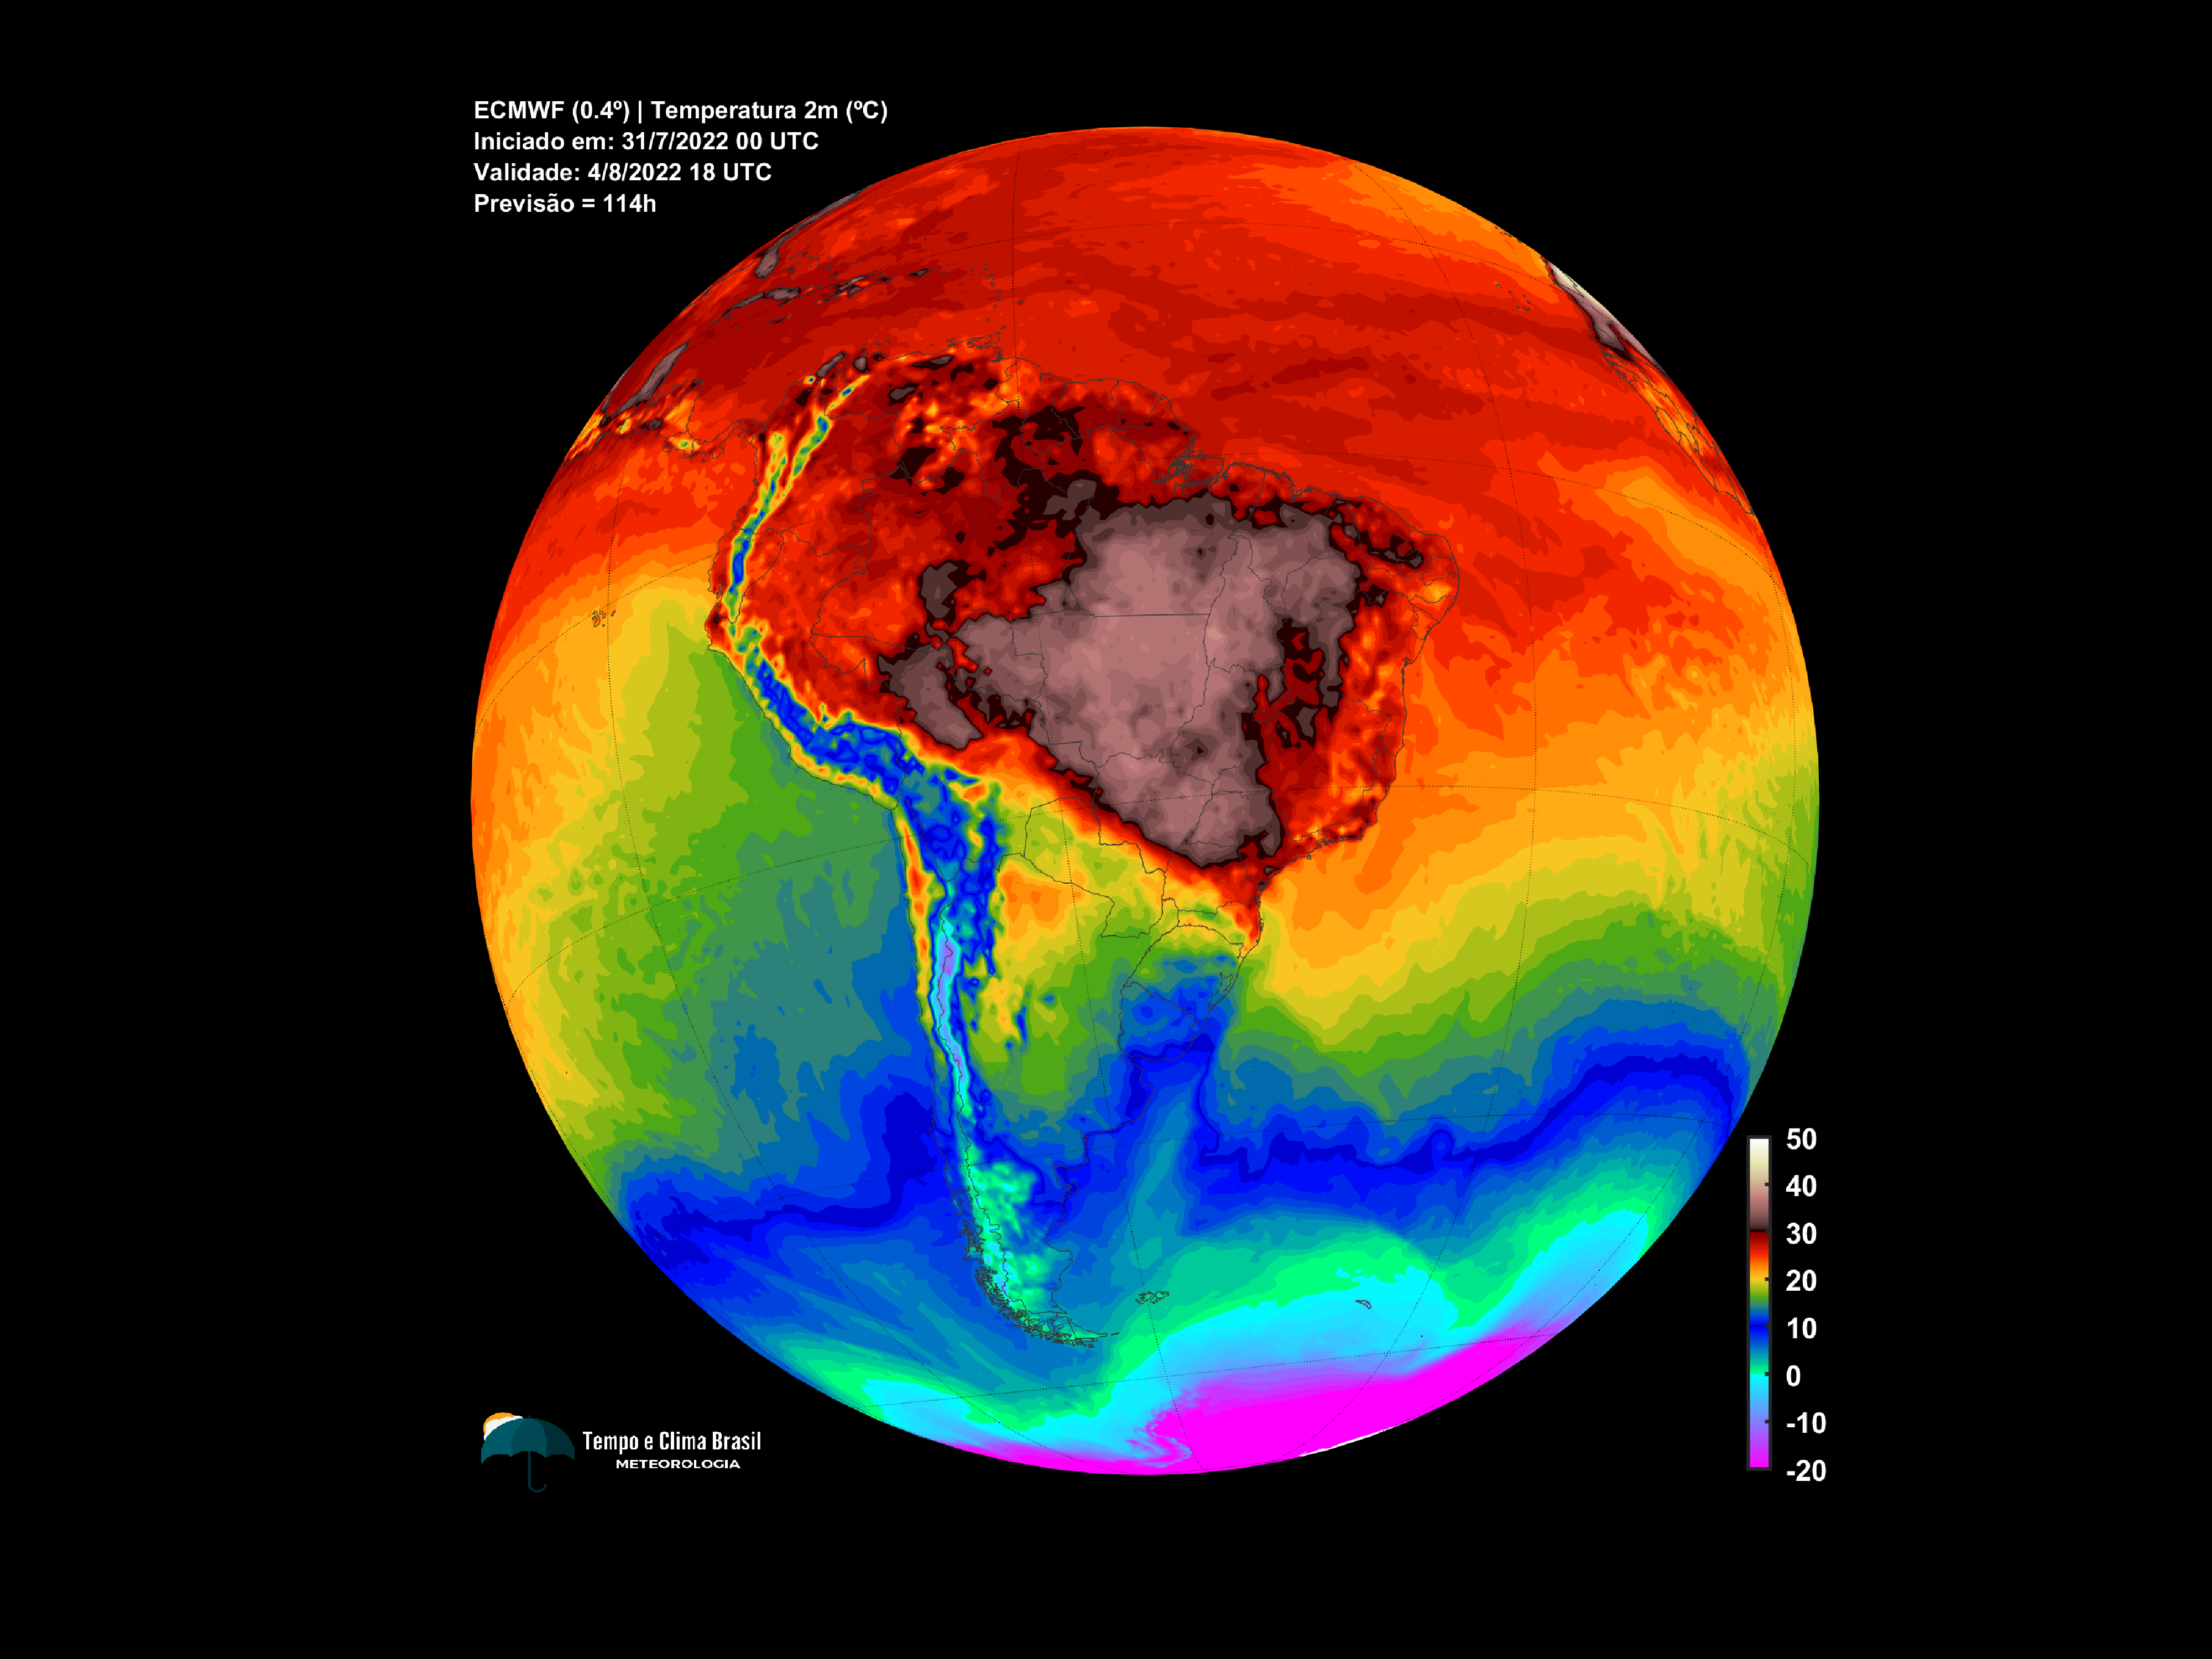 ECMWF (0.4º) | Temperatura 2m (ºC)
Iniciado em: 31/7/2022 00 UTC
Validade: 4/8/2022 18 UTC
Previsão = 114h
50
40
30
20
10
0
-10
-20
Tempo e Clima Brasil
METEOROLOGIA